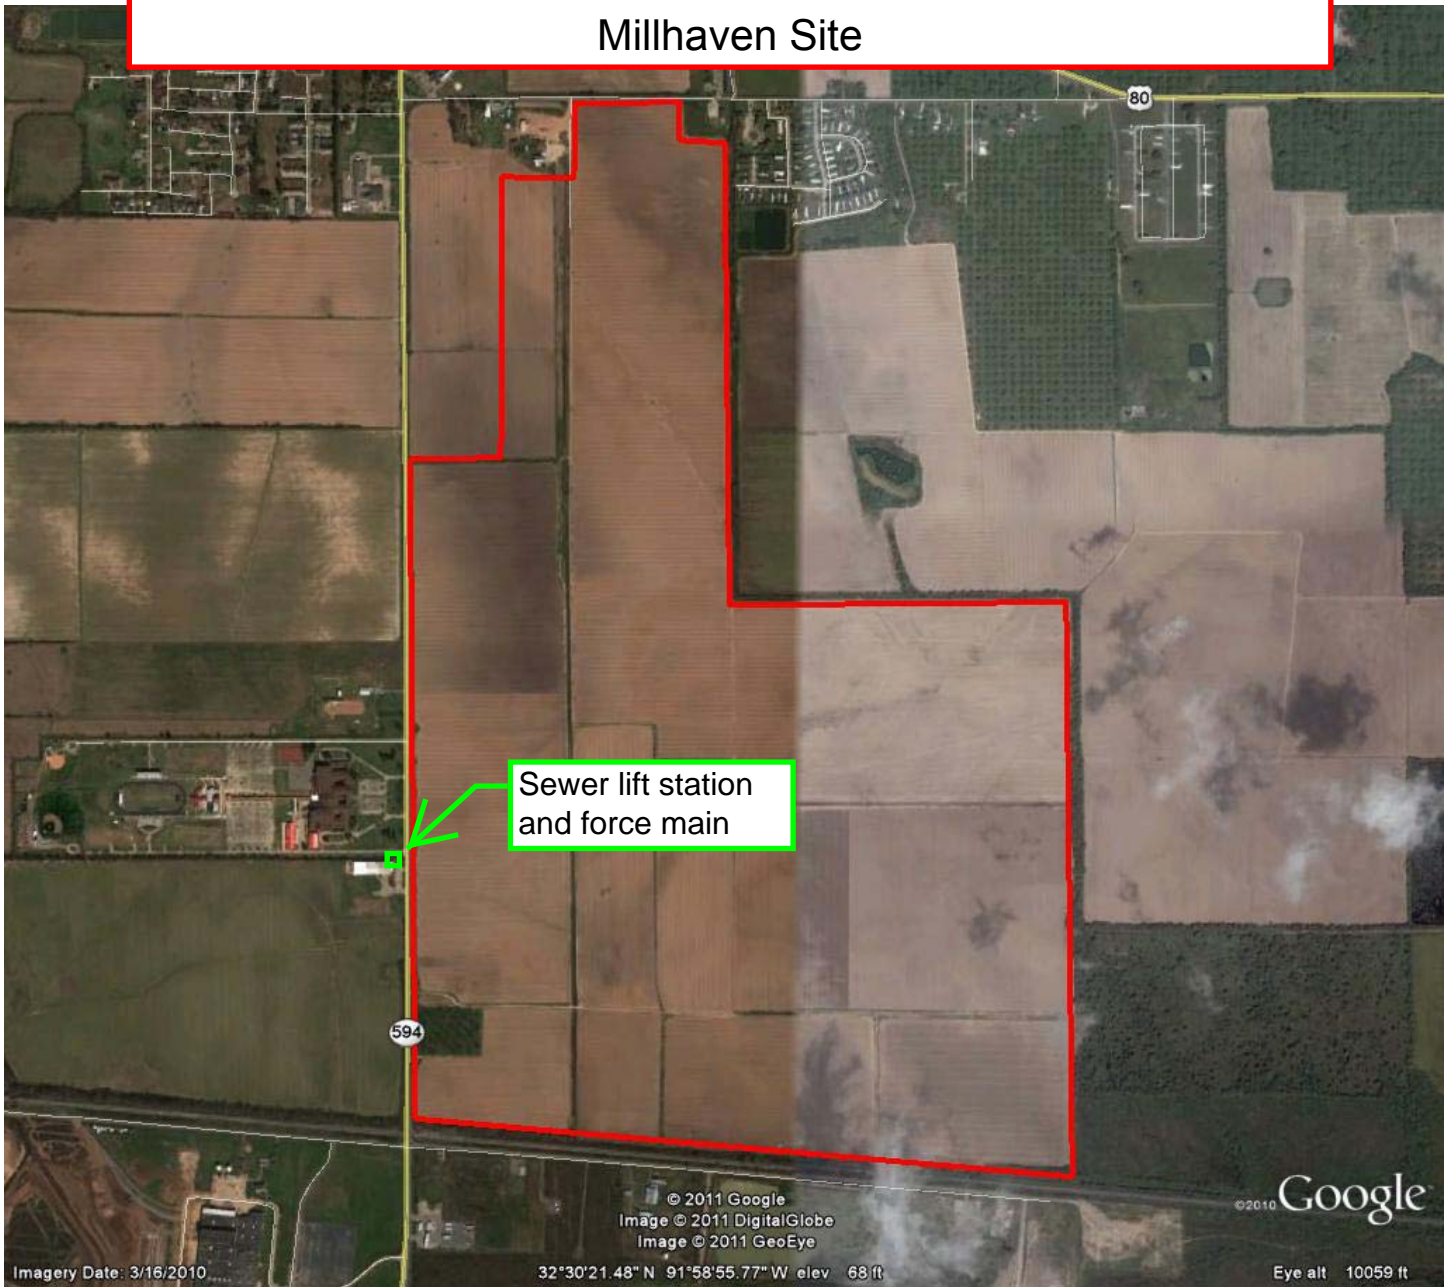 Millhaven Site
80
Sewer lift station
and force main
594
© 2011 Google
Image © 2011 DigitalGlobe
Image © 2011 GeoEye
©2010 Google
Imagery Date: 3/16/2010
32°30'21.48" N 91°58'55.77" W elev 68 ft
Eye alt 10059 ft